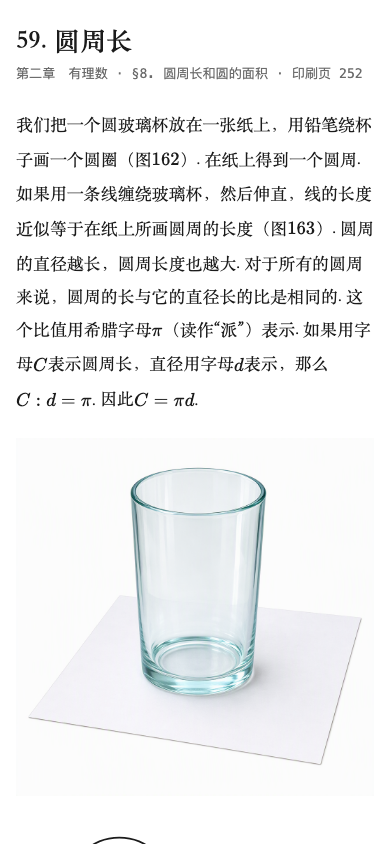 59. 圆周长
第二章 有理数 · §8. 圆周长和圆的面积 · 印刷页 252
我们把一个圆玻璃杯放在一张纸上，用铅笔绕杯
子画一个圆圈（图162）. 在纸上得到一个圆周.
如果用一条线缠绕玻璃杯，然后伸直，线的长度
近似等于在纸上所画圆周的长度（图163）. 圆周
的直径越长，圆周长度也越大. 对于所有的圆周
来说，圆周的长与它的直径长的比是相同的. 这
个比值用希腊字母π（读作“派”）表示. 如果用字
母C表示圆周长，直径用字母d表示，那么
C : d = π. 因此C = πd.